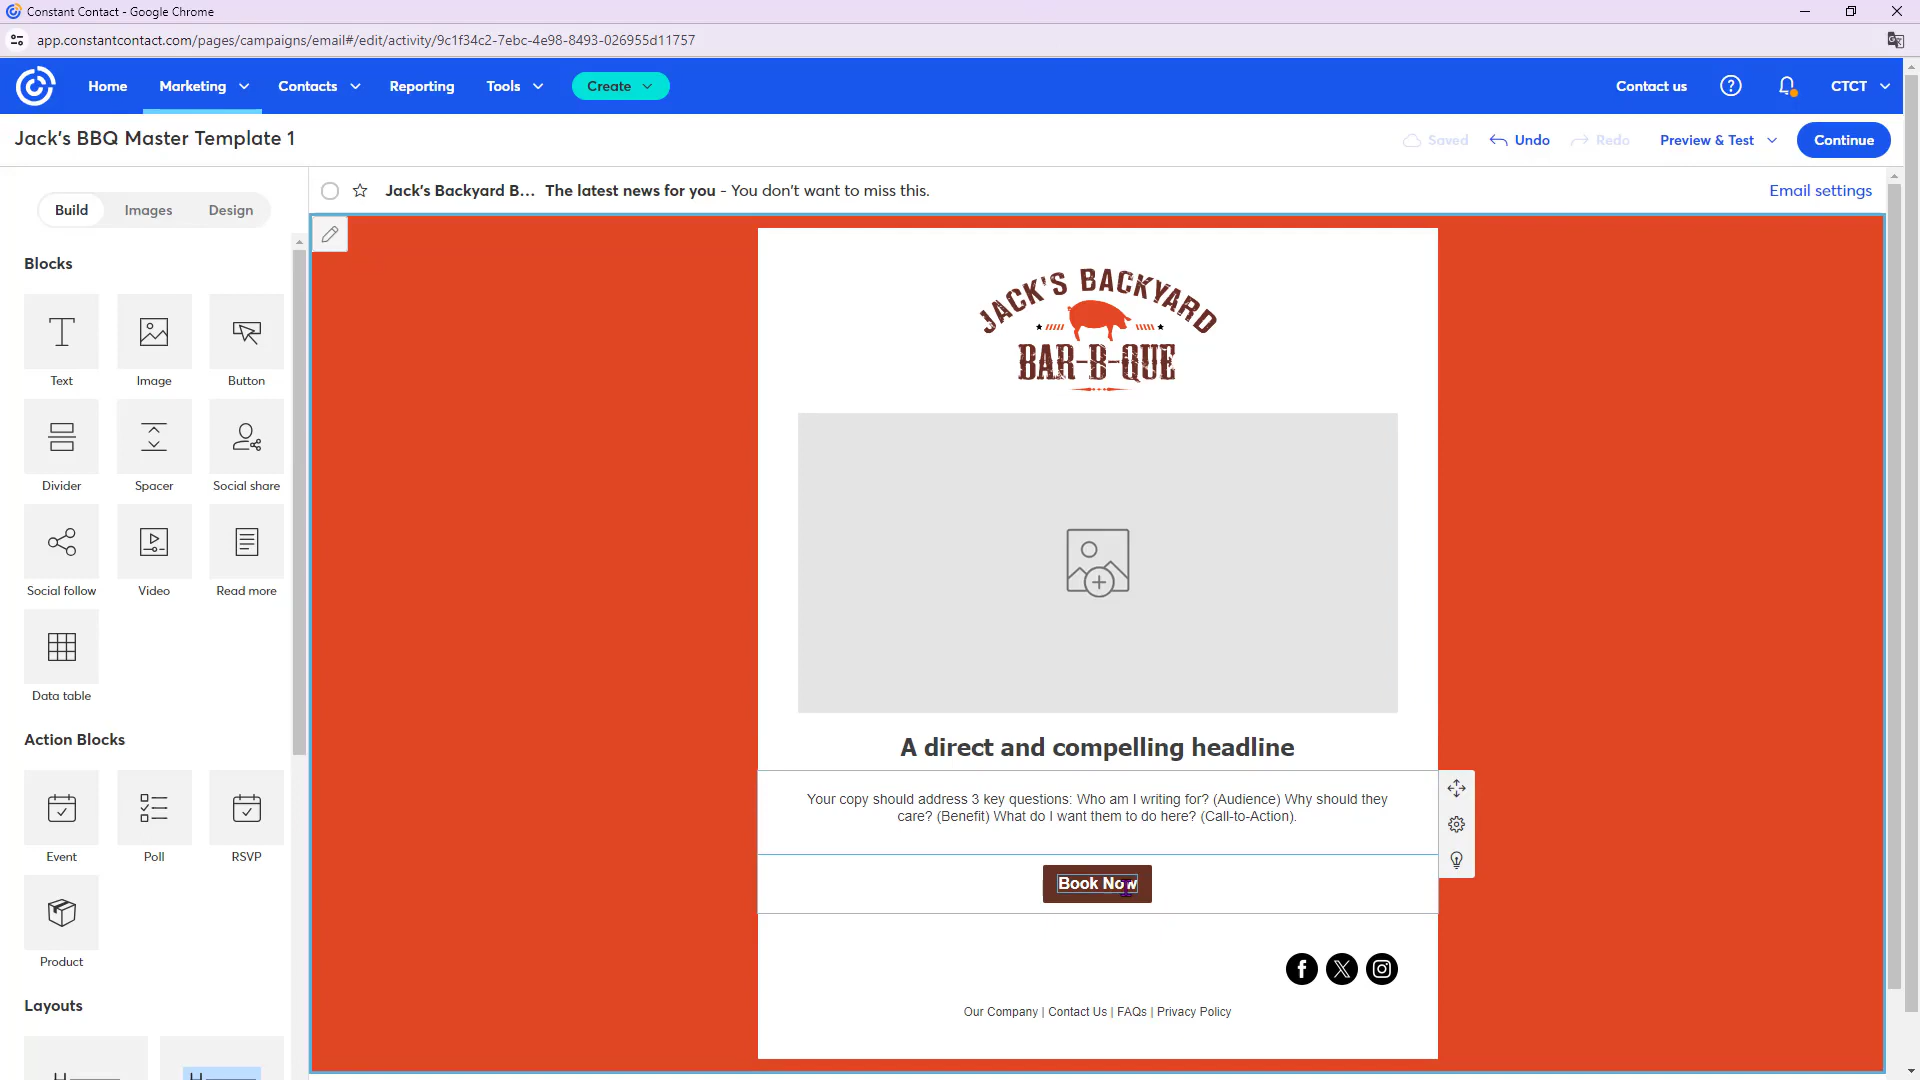 Constant Contact - Google Chrome
app.constantcontact.com/pages/campaigns/email#/edit/activity/9c1f34c2-7ebc-4e98-8493-026955d11757
Home Marketing Contacts Reporting Tools Create Contact us CTCT
Jack's BBQ Master Template 1
Saved Undo Redo Preview & Test Continue
Build Images Design
Jack's Backyard B... The latest news for you - You don't want to miss this. Email settings
Blocks
Text Image Button
Divider Spacer Social share
Social follow Video Read more
Data table
Action Blocks
Event Poll RSVP
Product
Layouts
JACK'S BACKYARD
BAR-B-QUE
A direct and compelling headline
Your copy should address 3 key questions: Who am I writing for? (Audience) Why should they
care? (Benefit) What do I want them to do here? (Call-to-Action).
Book Now
Our Company | Contact Us | FAQs | Privacy Policy